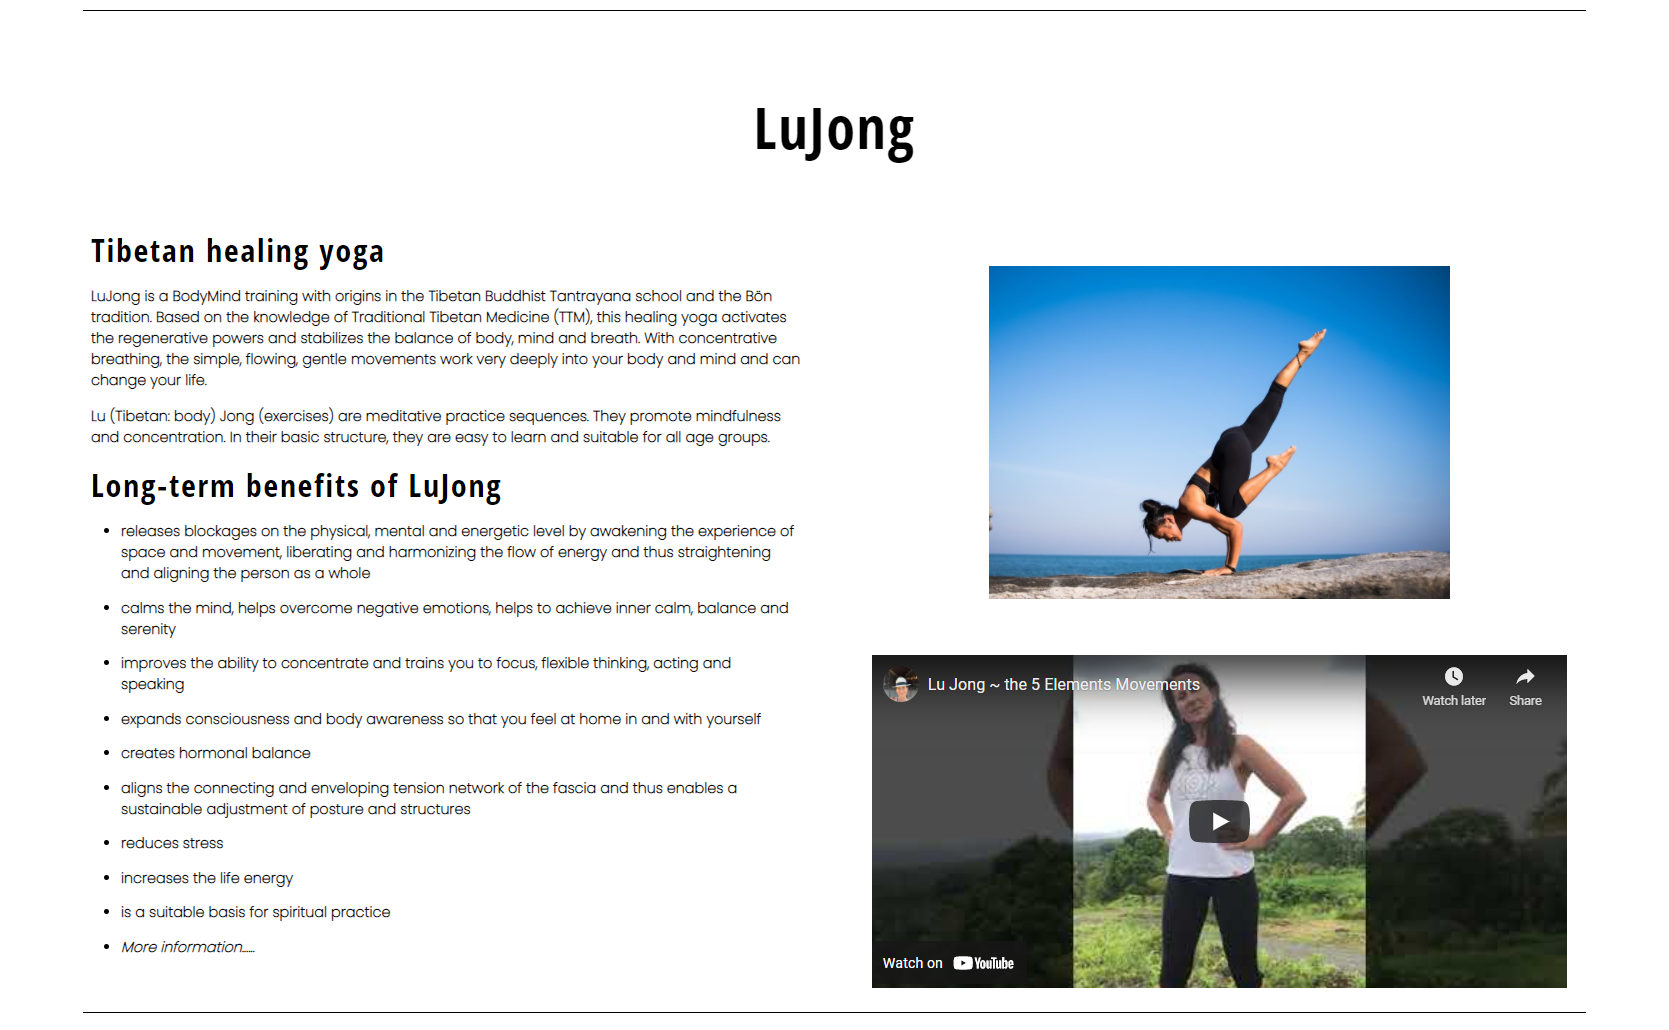 LuJong
Tibetan healing yoga
LuJong is a BodyMind training with origins in the Tibetan Buddhist Tantrayana school and the Bön
tradition. Based on the knowledge of Traditional Tibetan Medicine (TTM), this healing yoga activates
the regenerative powers and stabilizes the balance of body, mind and breath. With concentrative
breathing, the simple, flowing, gentle movements work very deeply into your body and mind and can
change your life.
Lu (Tibetan: body) Jong (exercises) are meditative practice sequences. They promote mindfulness
and concentration. In their basic structure, they are easy to learn and suitable for all age groups.
Long-term benefits of LuJong
• releases blockages on the physical, mental and energetic level by awakening the experience of
space and movement, liberating and harmonizing the flow of energy and thus straightening
and aligning the person as a whole
• calms the mind, helps overcome negative emotions, helps to achieve inner calm, balance and
serenity
• improves the ability to concentrate and trains you to focus, flexible thinking, acting and
speaking
• expands consciousness and body awareness so that you feel at home in and with yourself
• creates hormonal balance
• aligns the connecting and enveloping tension network of the fascia and thus enables a
sustainable adjustment of posture and structures
• reduces stress
• increases the life energy
• is a suitable basis for spiritual practice
• More information......
Lu Jong ~ the 5 Elements Movements
Watch later
Share
Watch on YouTube